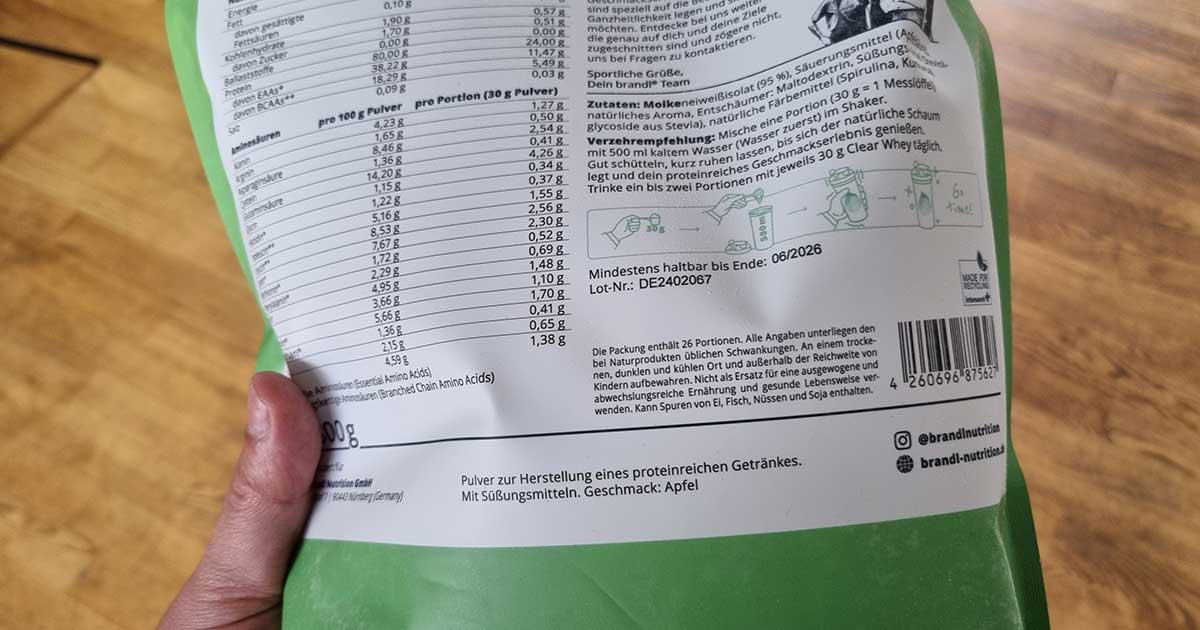 Energie
Fett 0,10 g
davon gesättigte
Fettsäuren 1,90 g 0,57 g
Kohlenhydrate 1,70 g 0,51 g
davon Zucker 0,00 g 0,00 g
Ballaststoffe 80,00 g 24,00 g
Protein 38,22 g 11,47 g
davon EAAs* 18,29 g 5,49 g
davon BCAAs** 0,09 g 0,03 g
Salz
Aminosäuren pro 100 g Pulver pro Portion (30 g Pulver)
4,23 g 1,27 g
Arginin 1,65 g 0,50 g
Asparaginsäure 8,46 g 2,54 g
1,36 g 0,41 g
14,20 g 4,26 g
1,15 g 0,34 g
1,22 g 0,37 g
5,16 g 1,55 g
8,53 g 2,56 g
7,67 g 2,30 g
1,72 g 0,52 g
2,29 g 0,69 g
4,95 g 1,48 g
3,66 g 1,10 g
5,66 g 1,70 g
1,36 g 0,41 g
2,15 g 0,65 g
4,59 g 1,38 g
Aminosäuren (Essential Amino Acids)
Aminosäuren (Branched Chain Amino Acids)
sind speziell auf die
Ganzheitlichkeit legen und
möchten. Entdecke bei uns weiter
die genau auf dich und deine Ziele
zugeschnitten sind und zögere nicht,
uns bei Fragen zu kontaktieren.
Sportliche Grüße,
Dein brandl® Team
Zutaten: Molkeneiweißisolat (95 %), Säuerungsmittel
natürliches Aroma, Entschäumer: Maltodextrin,
glycoside aus Stevia), natürliche Färbemittel (Spirulina,
Verzehrempfehlung: Mische eine Portion (30 g = 1 Messlöffel)
mit 500 ml kaltem Wasser (Wasser zuerst) im Shaker.
Gut schütteln, kurz ruhen lassen, bis sich der natürliche Schaum
legt und dein proteinreiches Geschmackserlebnis genießen.
Trinke ein bis zwei Portionen mit jeweils 30 g Clear Whey täglich.
30g
500ml
Go
time!
Mindestens haltbar bis Ende: 06/2026
Lot-Nr.: DE2402067
MADE FOR
RECYCLING
interseroh+
Die Packung enthält 26 Portionen. Alle Angaben unterliegen den
bei Naturprodukten üblichen Schwankungen. An einem trocke-
nen, dunklen und kühlen Ort und außerhalb der Reichweite von
Kindern aufbewahren. Nicht als Ersatz für eine ausgewogene und
abwechslungsreiche Ernährung und gesunde Lebensweise ver-
wenden. Kann Spuren von Ei, Fisch, Nüssen und Soja enthalten.
4 260696 875627
00g
für
Nutrition GmbH
90443 Nürnberg (Germany)
Pulver zur Herstellung eines proteinreichen Getränkes.
Mit Süßungsmitteln. Geschmack: Apfel
@brandlnutrition
brandl-nutrition.